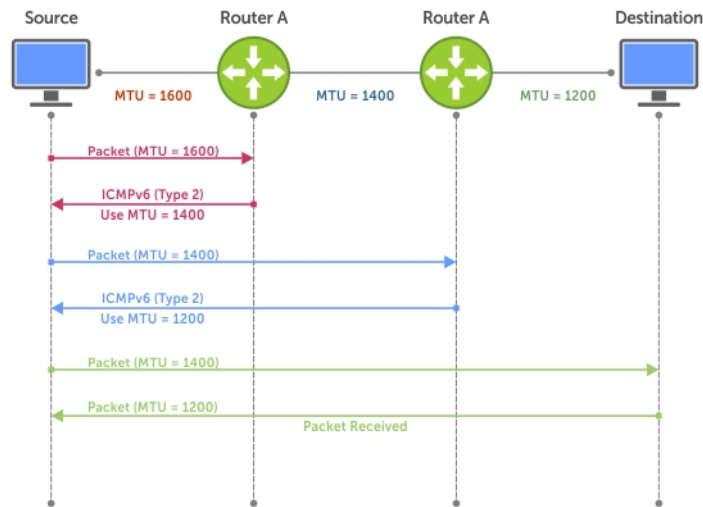 Source
Router A
Router A
Destination
MTU = 1600
MTU = 1400
MTU = 1200
Packet (MTU = 1600)
ICMPv6 (Type 2)
Use MTU = 1400
Packet (MTU = 1400)
ICMPv6 (Type 2)
Use MTU = 1200
Packet (MTU = 1400)
Packet (MTU = 1200)
Packet Received